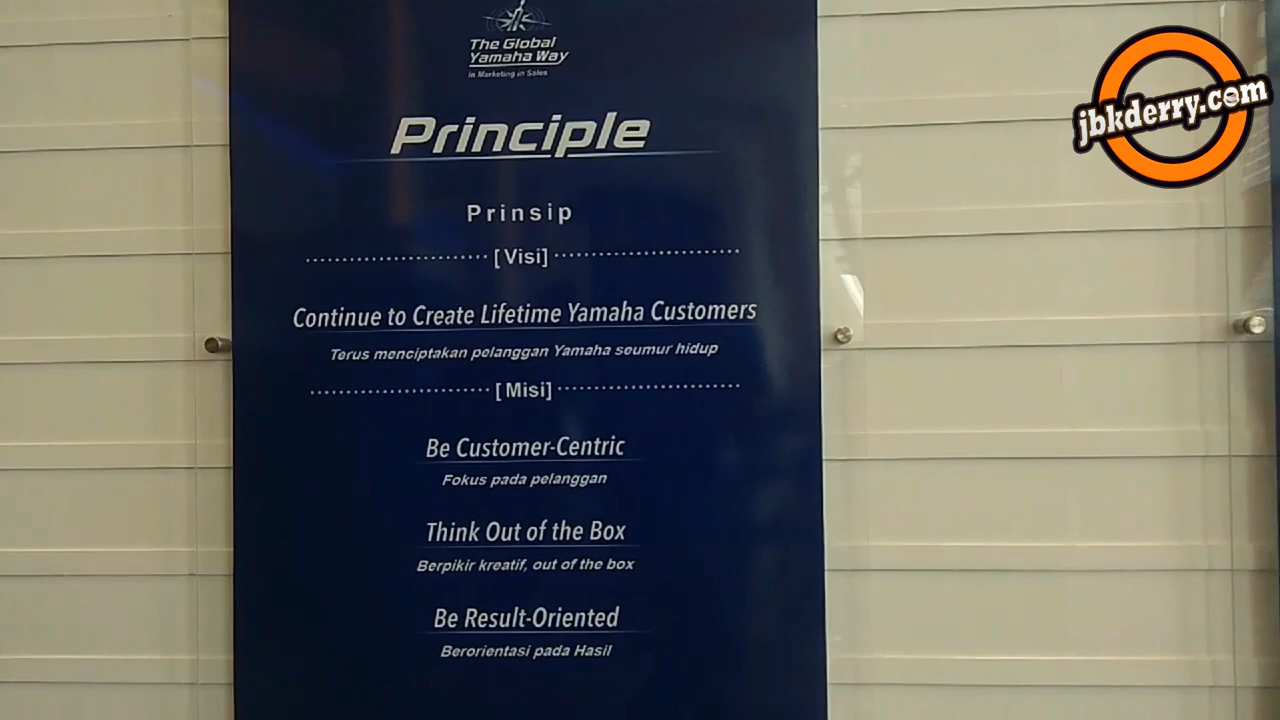 The Global
Yamaha Way
in Marketing in Sales
Principle
Prinsip
[Visi]
Continue to Create Lifetime Yamaha Customers
Terus menciptakan pelanggan Yamaha seumur hidup
[Misi]
Be Customer-Centric
Fokus pada pelanggan
Think Out of the Box
Berpikir kreatif, out of the box
Be Result-Oriented
Berorientasi pada Hasil
jbkderry.com